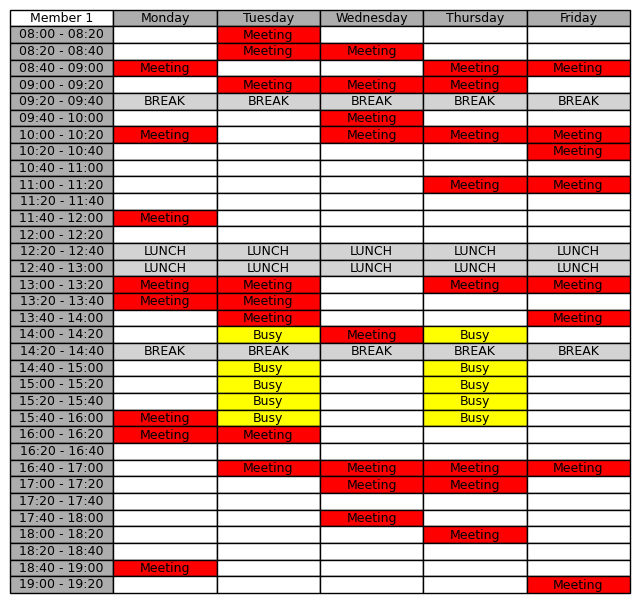 Member 1 Monday Tuesday Wednesday Thursday Friday
08:00 - 08:20 Meeting
08:20 - 08:40 Meeting Meeting
08:40 - 09:00 Meeting Meeting Meeting
09:00 - 09:20 Meeting Meeting Meeting
09:20 - 09:40 BREAK BREAK BREAK BREAK BREAK
09:40 - 10:00 Meeting
10:00 - 10:20 Meeting Meeting Meeting Meeting
10:20 - 10:40 Meeting
10:40 - 11:00
11:00 - 11:20 Meeting Meeting
11:20 - 11:40
11:40 - 12:00 Meeting
12:00 - 12:20
12:20 - 12:40 LUNCH LUNCH LUNCH LUNCH LUNCH
12:40 - 13:00 LUNCH LUNCH LUNCH LUNCH LUNCH
13:00 - 13:20 Meeting Meeting Meeting Meeting
13:20 - 13:40 Meeting Meeting
13:40 - 14:00 Meeting Meeting
14:00 - 14:20 Busy Meeting Busy
14:20 - 14:40 BREAK BREAK BREAK BREAK BREAK
14:40 - 15:00 Busy Busy
15:00 - 15:20 Busy Busy
15:20 - 15:40 Busy Busy
15:40 - 16:00 Meeting Busy Busy
16:00 - 16:20 Meeting Meeting
16:20 - 16:40
16:40 - 17:00 Meeting Meeting Meeting Meeting
17:00 - 17:20 Meeting Meeting
17:20 - 17:40
17:40 - 18:00 Meeting
18:00 - 18:20 Meeting
18:20 - 18:40
18:40 - 19:00 Meeting
19:00 - 19:20 Meeting